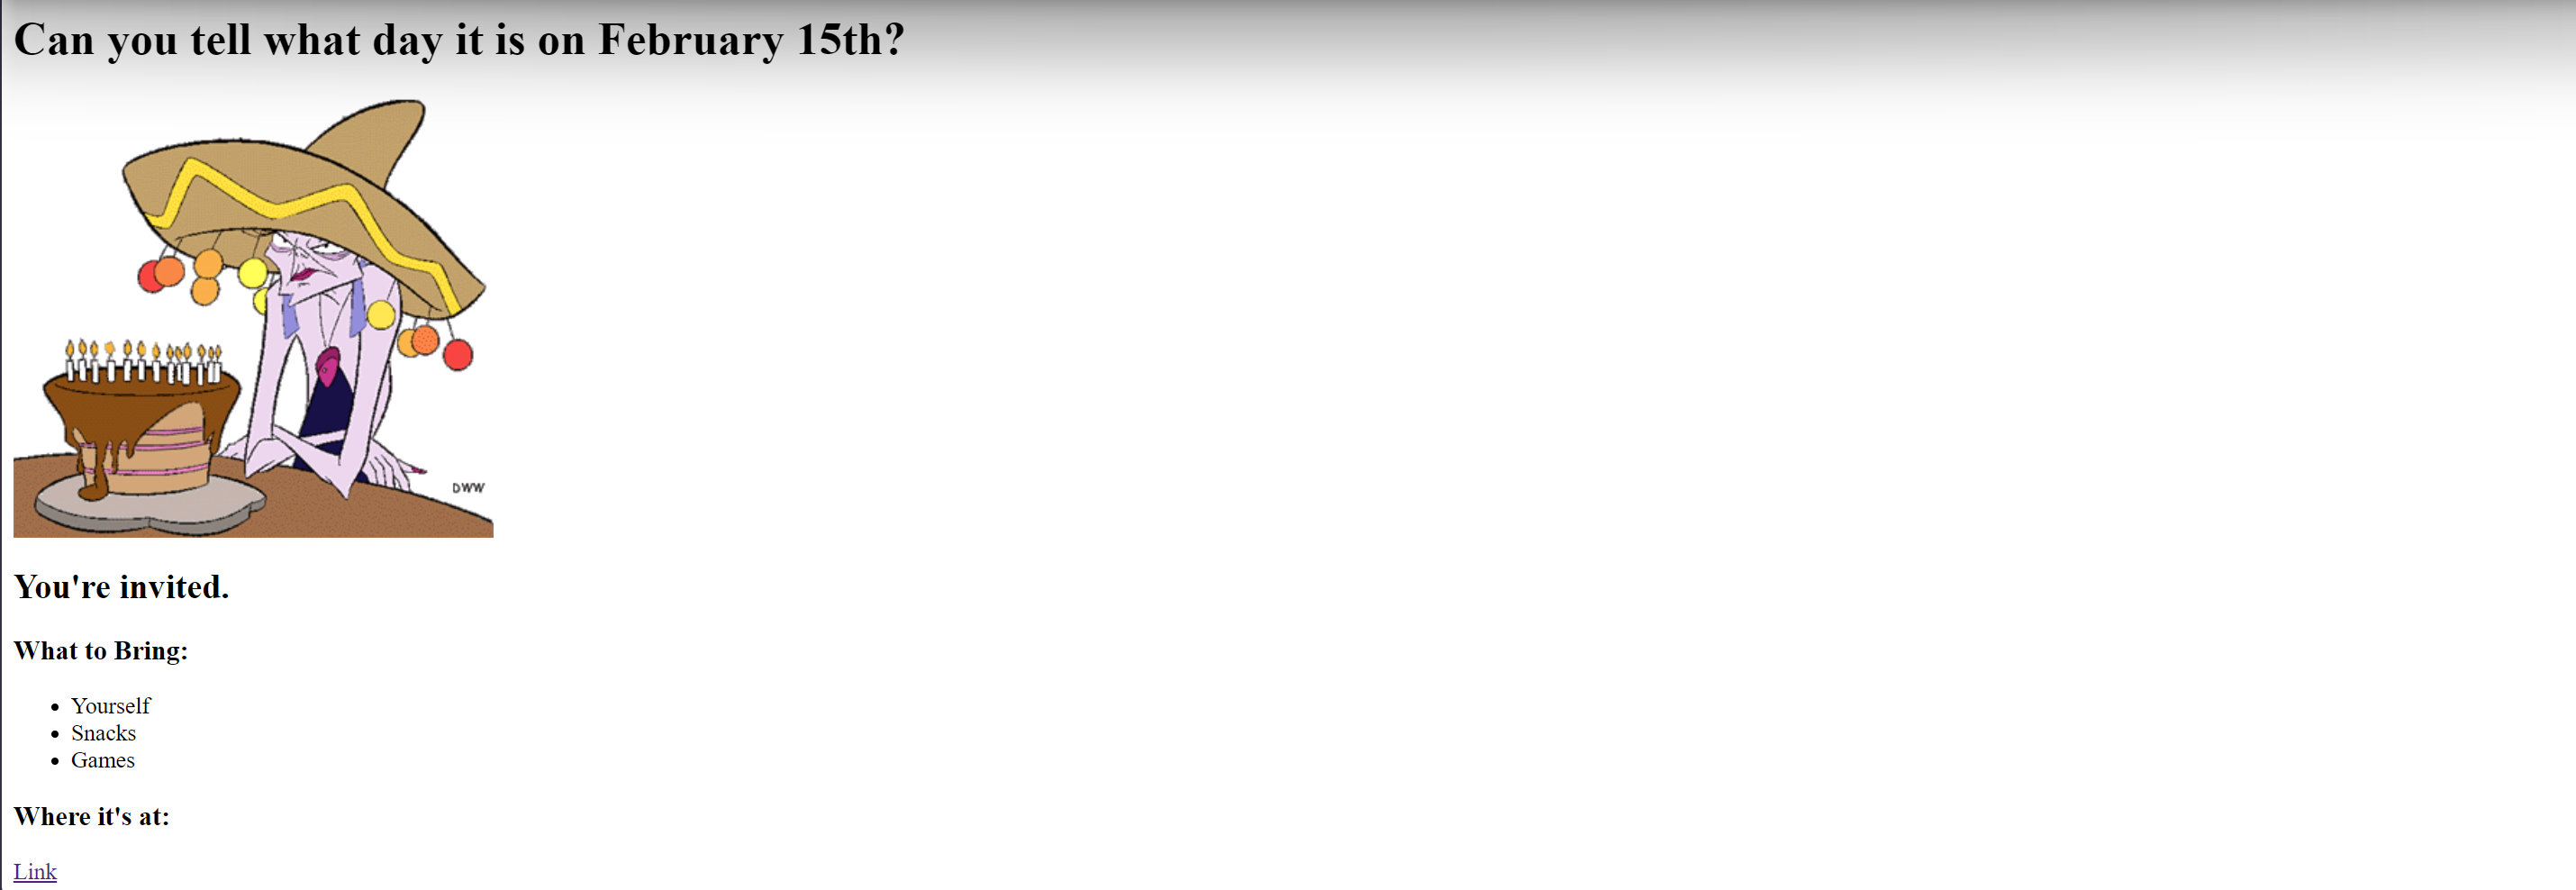 Can you tell what day it is on February 15th?
DWW
You're invited.
What to Bring:
Yourself
Snacks
Games
Where it's at:
Link